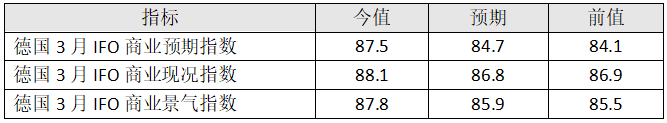 指标 今值 预期 前值
德国 3 月 IFO 商业预期指数 87.5 84.7 84.1
德国 3 月 IFO 商业现况指数 88.1 86.8 86.9
德国 3 月 IFO 商业景气指数 87.8 85.9 85.5